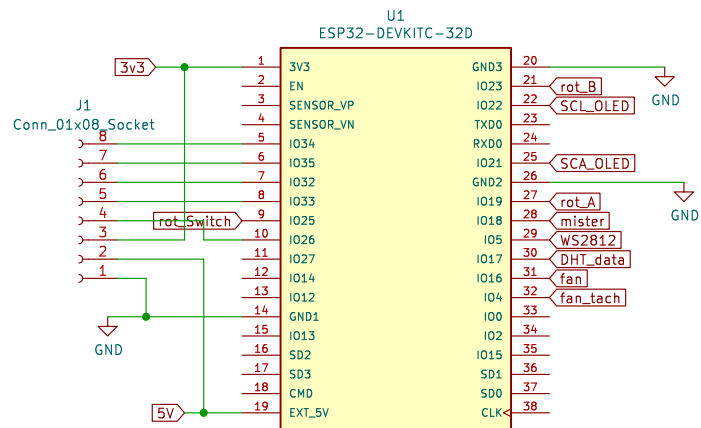 U1
ESP32-DEVKITC-32D
3v3
1 3V3 GND3 20
GND
2 EN IO23 21 rot_B
J1
Conn_01x08_Socket
3 SENSOR_VP IO22 22 SCL_OLED
4 SENSOR_VN TXD0 23
8 5 IO34 RXD0 24
7 6 IO35 IO21 25 SCA_OLED
6 7 IO32 GND2 26
GND
5 8 IO33 IO19 27 rot_A
4 rot_Switch 9 IO25 IO18 28 mister
3 10 IO26 IO5 29 WS2812
2 11 IO27 IO17 30 DHT_data
1 12 IO14 IO16 31 fan
13 IO12 IO4 32 fan_tach
14 GND1 IO0 33
GND
15 IO13 IO2 34
16 SD2 IO15 35
17 SD3 SD1 36
18 CMD SD0 37
5V 19 EXT_5V CLK 38